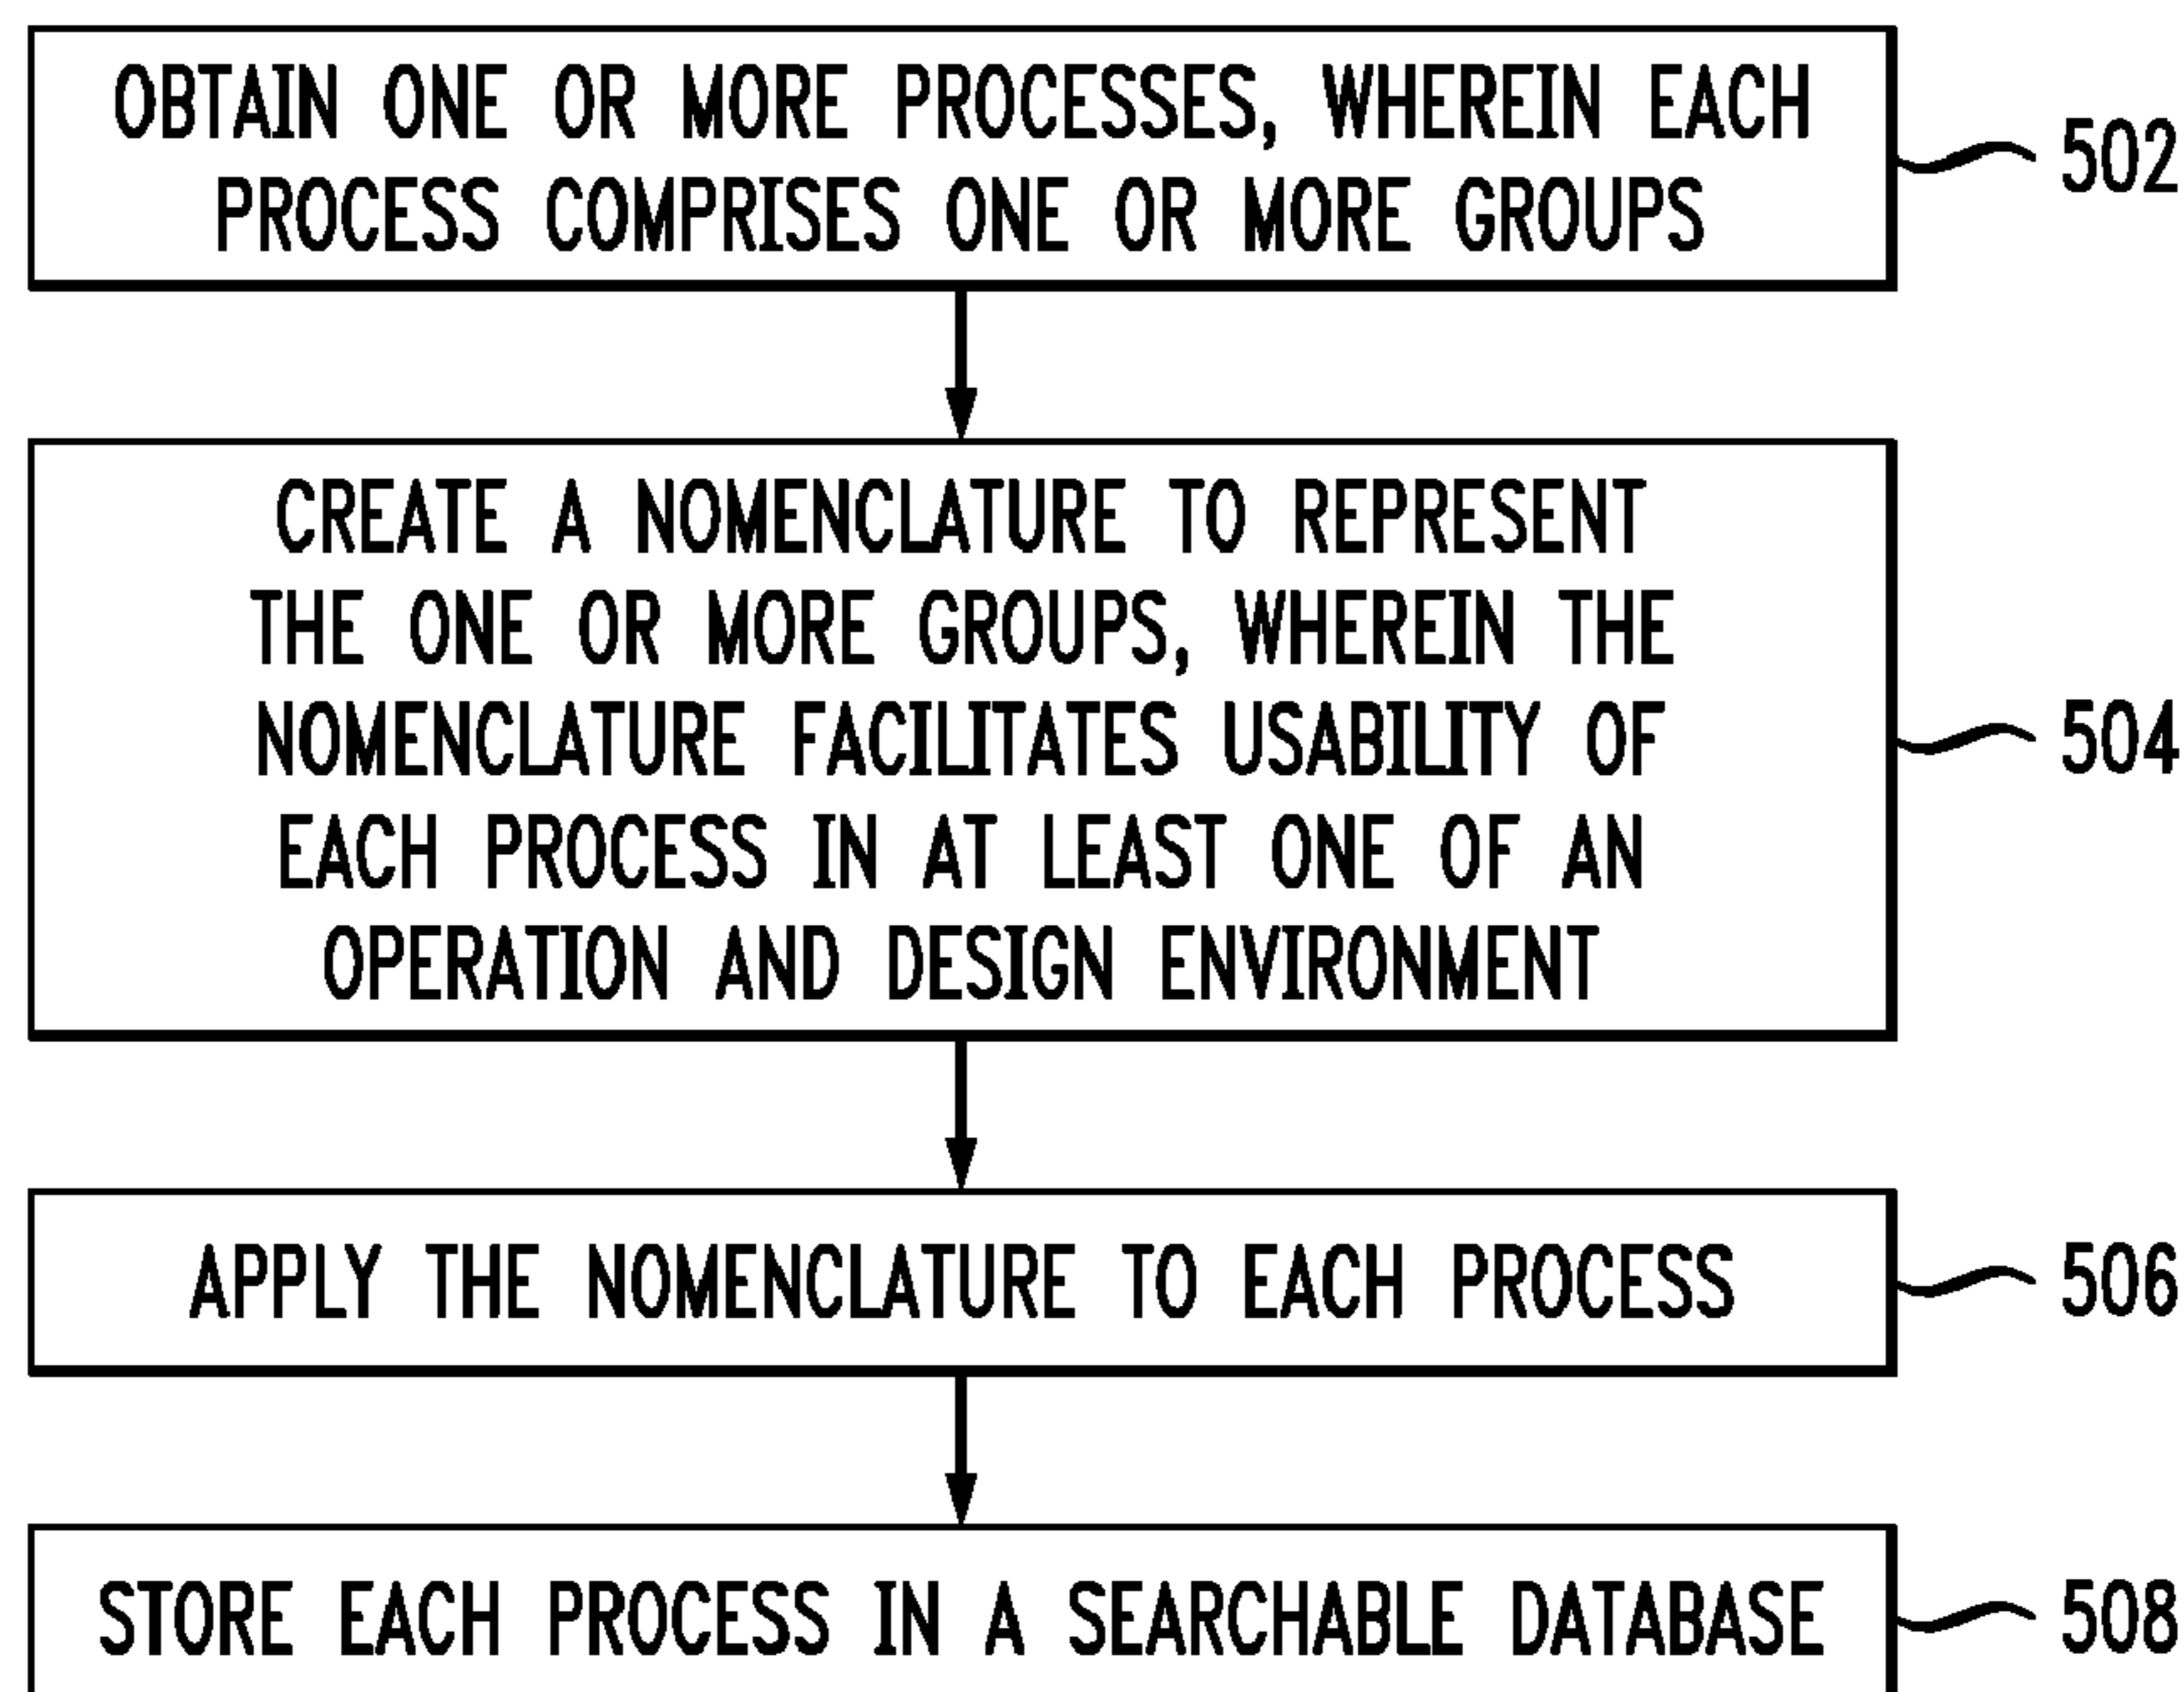 OBTAIN ONE OR MORE PROCESSES, WHEREIN EACH
PROCESS COMPRISES ONE OR MORE GROUPS
502
CREATE A NOMENCLATURE TO REPRESENT
THE ONE OR MORE GROUPS, WHEREIN THE
NOMENCLATURE FACILITATES USABILITY OF
EACH PROCESS IN AT LEAST ONE OF AN
OPERATION AND DESIGN ENVIRONMENT
504
APPLY THE NOMENCLATURE TO EACH PROCESS
506
STORE EACH PROCESS IN A SEARCHABLE DATABASE
508